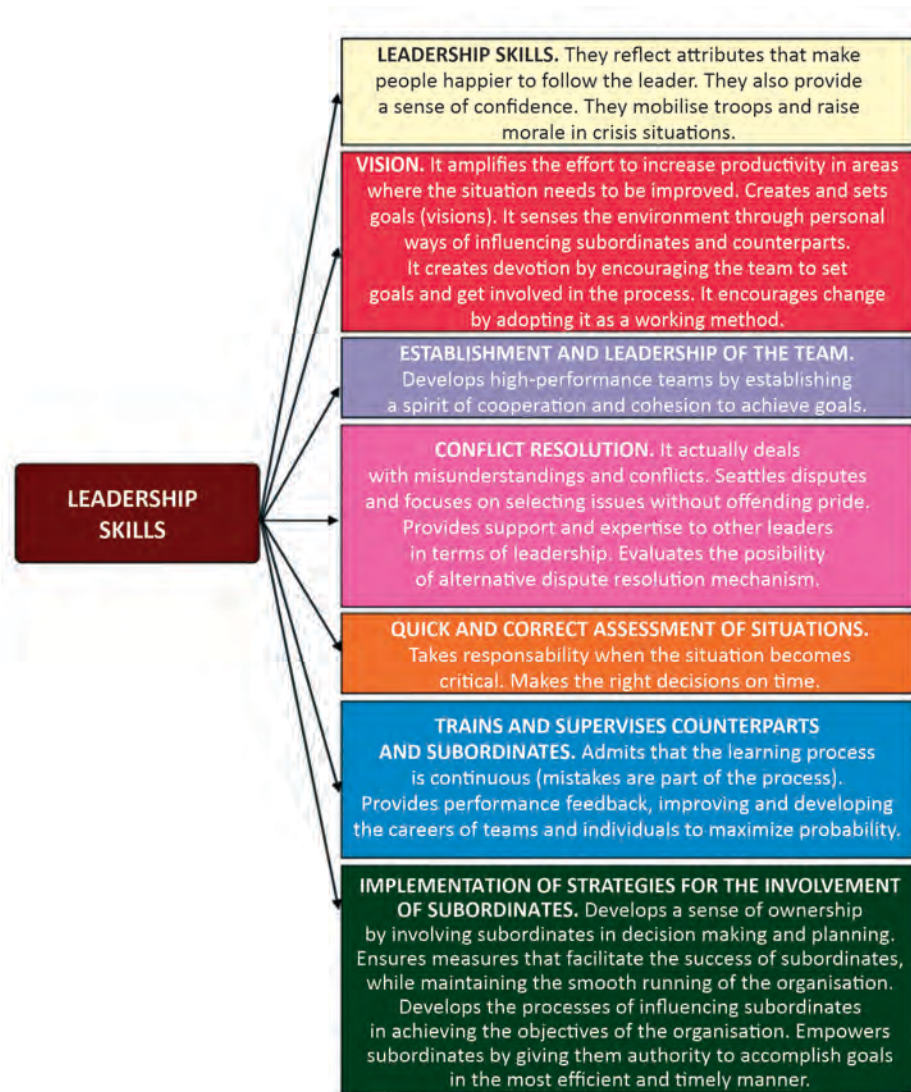 LEADERSHIP SKILLS. They reflect attributes that make
people happier to follow the leader. They also provide
a sense of confidence. They mobilise troops and raise
morale in crisis situations.
VISION. It amplifies the effort to increase productivity in areas
where the situation needs to be improved. Creates and sets
goals (visions). It senses the environment through personal
ways of influencing subordinates and counterparts.
It creates devotion by encouraging the team to set
goals and get involved in the process. It encourages change
by adopting it as a working method.
ESTABLISHMENT AND LEADERSHIP OF THE TEAM.
Develops high-performance teams by establishing
a spirit of cooperation and cohesion to achieve goals.
LEADERSHIP
SKILLS
CONFLICT RESOLUTION. It actually deals
with misunderstandings and conflicts. Seattles disputes
and focuses on selecting issues without offending pride.
Provides support and expertise to other leaders
in terms of leadership. Evaluates the posibility
of alternative dispute resolution mechanism.
QUICK AND CORRECT ASSESSMENT OF SITUATIONS.
Takes responsability when the situation becomes
critical. Makes the right decisions on time.
TRAINS AND SUPERVISES COUNTERPARTS
AND SUBORDINATES. Admits that the learning process
is continuous (mistakes are part of the process).
Provides performance feedback, improving and developing
the careers of teams and individuals to maximize probability.
IMPLEMENTATION OF STRATEGIES FOR THE INVOLVEMENT
OF SUBORDINATES. Develops a sense of ownership
by involving subordinates in decision making and planning.
Ensures measures that facilitate the success of subordinates,
while maintaining the smooth running of the organisation.
Develops the processes of influencing subordinates
in achieving the objectives of the organisation. Empowers
subordinates by giving them authority to accomplish goals
in the most efficient and timely manner.